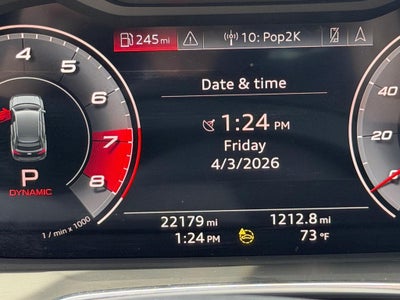 245 mi
10: Pop2K
Date & time
1:24 PM
Friday
4/3/2026
4
5
6
7
8
P
DYNAMIC
1 / min x 1000
40
20
0
22179 mi
1212.8 mi
1:24 PM
73 °F